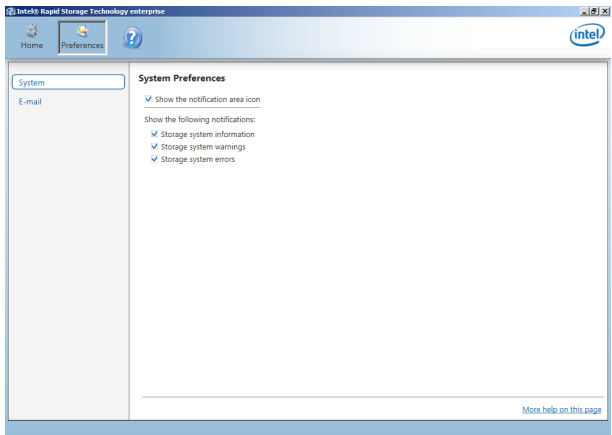 Intel® Rapid Storage Technology enterprise
Home
Preferences
?
intel
System
E-mail
System Preferences
Show the notification area icon
Show the following notifications:
Storage system information
Storage system warnings
Storage system errors
More help on this page